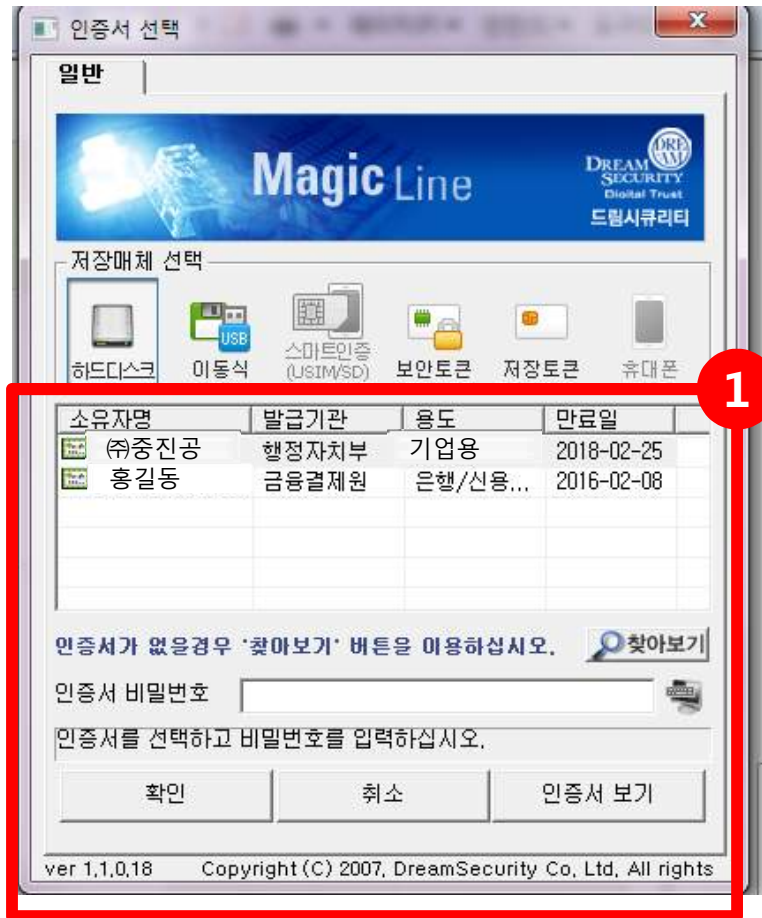 인증서 선택
일반
Magic Line
DREAM
SECURITY
Digital Trust
드림시큐리티
DREAM
저장매체 선택
USB
하드디스크 이동식 스마트인증 (USIM/SD) 보안토큰 저장토큰 휴대폰
1
소유자명 발급기관 용도 만료일
㈜중진공 행정자치부 기업용 2018-02-25
홍길동 금융결제원 은행/신용... 2016-02-08
인증서가 없을경우 '찾아보기' 버튼을 이용하십시오. 찾아보기
인증서 비밀번호
인증서를 선택하고 비밀번호를 입력하십시오.
확인 취소 인증서 보기
ver 1,1,0,18 Copyright (C) 2007, DreamSecurity Co, Ltd, All rights